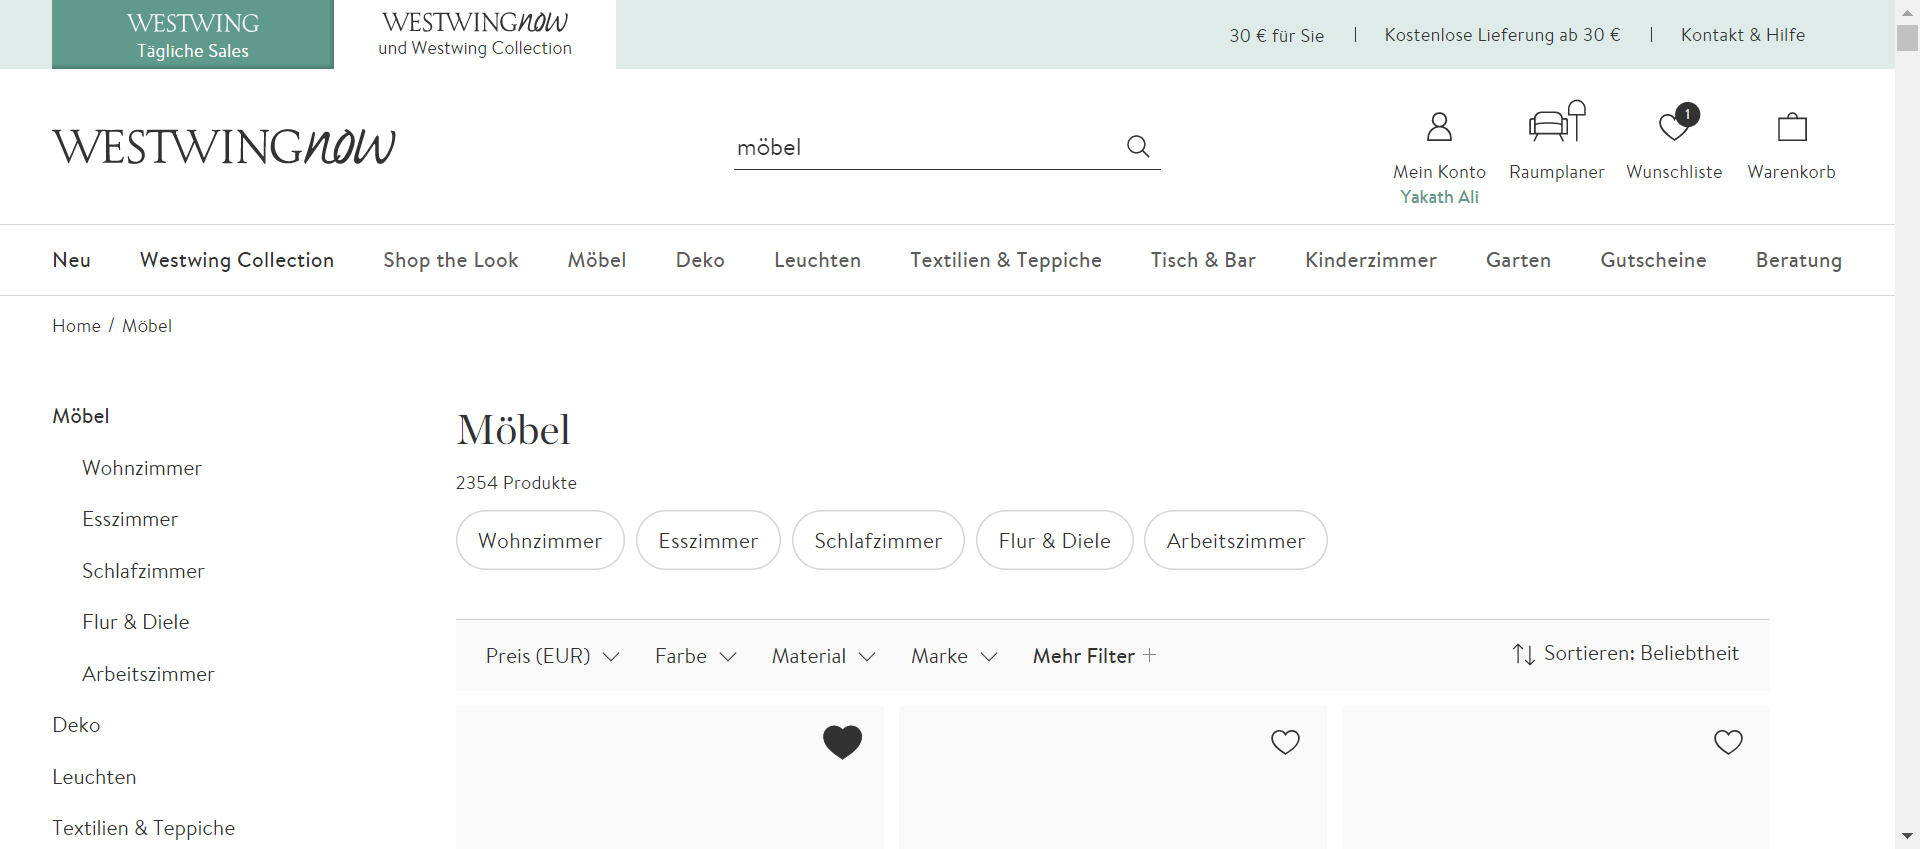 WESTWING
Tägliche Sales
WESTWINGnow
und Westwing Collection
30 € für Sie
Kostenlose Lieferung ab 30 €
Kontakt & Hilfe
WESTWINGnow
möbel
1
Mein Konto
Yakath Ali
Raumplaner
Wunschliste
Warenkorb
Neu
Westwing Collection
Shop the Look
Möbel
Deko
Leuchten
Textilien & Teppiche
Tisch & Bar
Kinderzimmer
Garten
Gutscheine
Beratung
Home / Möbel
Möbel
Wohnzimmer
Esszimmer
Schlafzimmer
Flur & Diele
Arbeitszimmer
Deko
Leuchten
Textilien & Teppiche
Möbel
2354 Produkte
Wohnzimmer
Esszimmer
Schlafzimmer
Flur & Diele
Arbeitszimmer
Preis (EUR)
Farbe
Material
Marke
Mehr Filter +
Sortieren: Beliebtheit